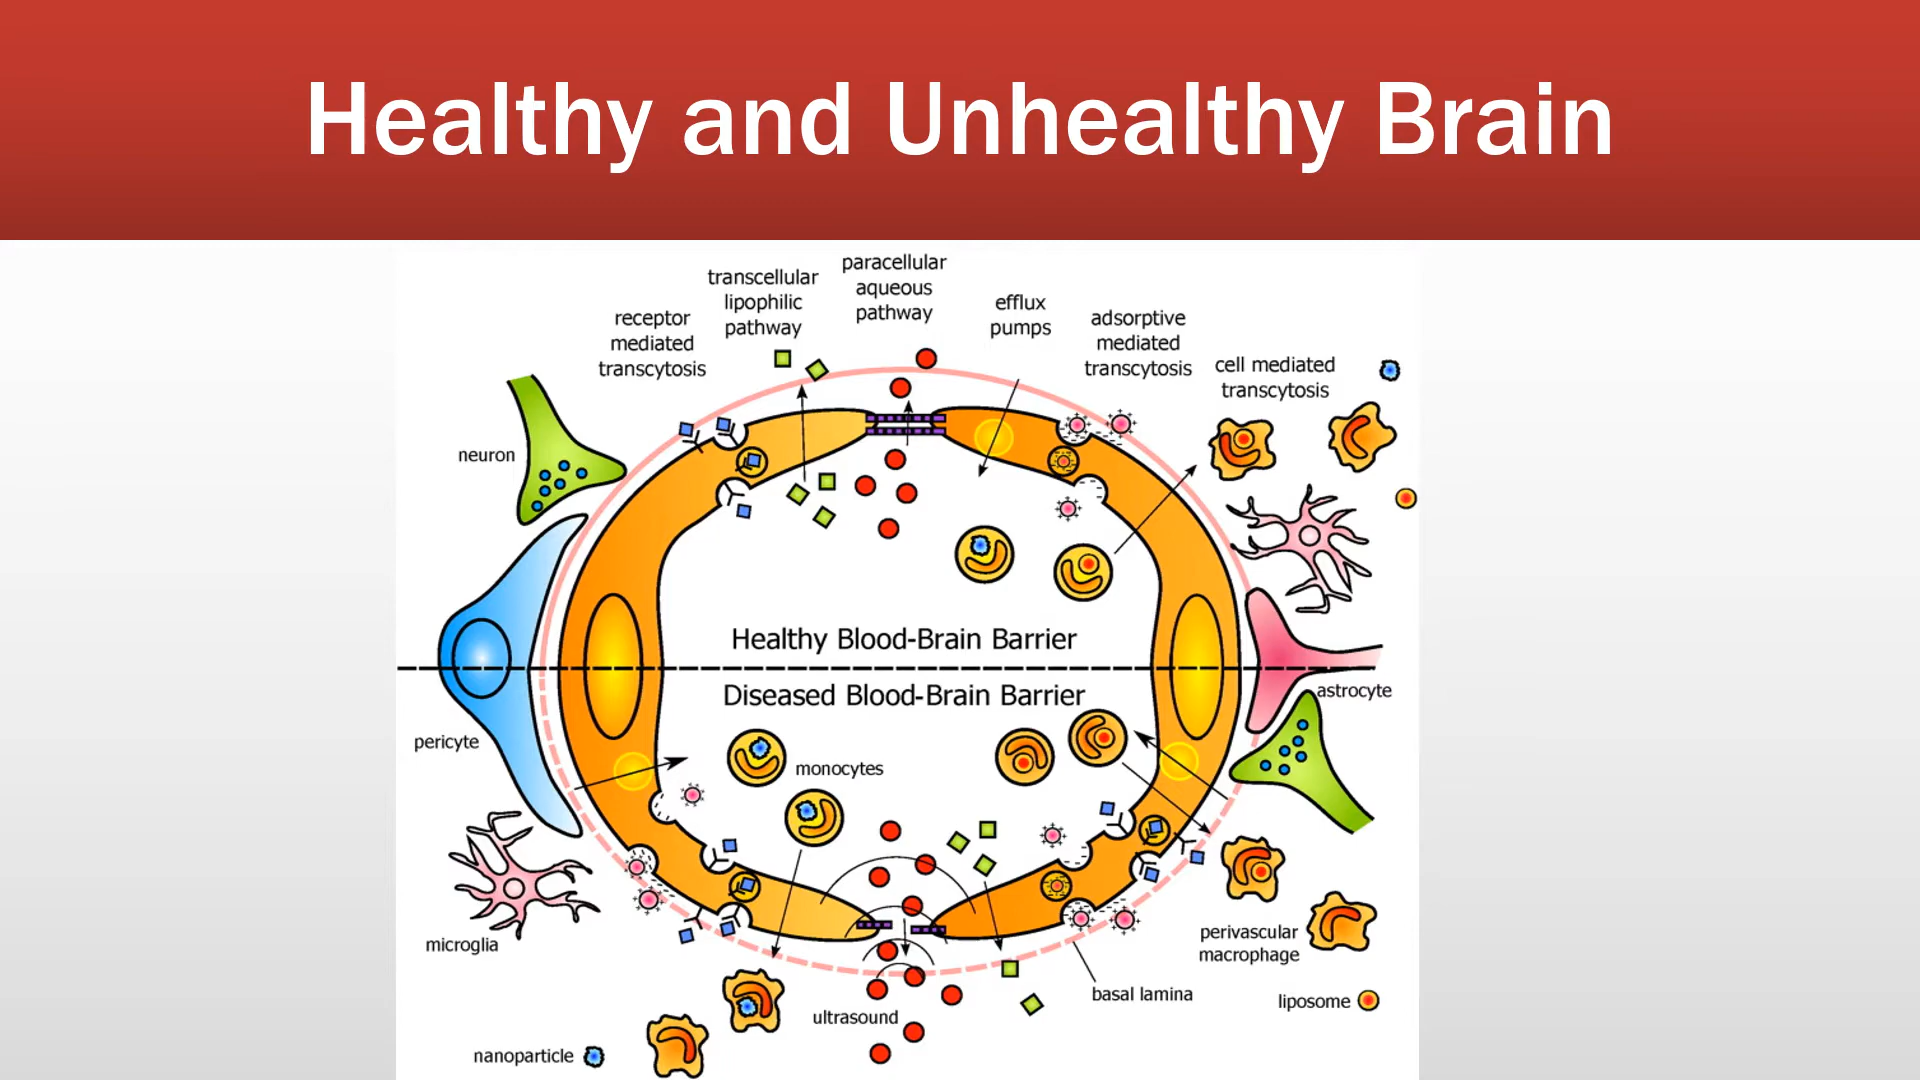 Healthy and Unhealthy Brain
receptor
mediated
transcytosis
transcellular
lipophilic
pathway
paracellular
aqueous
pathway
efflux
pumps
adsorptive
mediated
transcytosis
cell mediated
transcytosis
neuron
Healthy Blood-Brain Barrier
Diseased Blood-Brain Barrier
astrocyte
pericyte
monocytes
microglia
perivascular
macrophage
basal lamina
liposome
ultrasound
nanoparticle